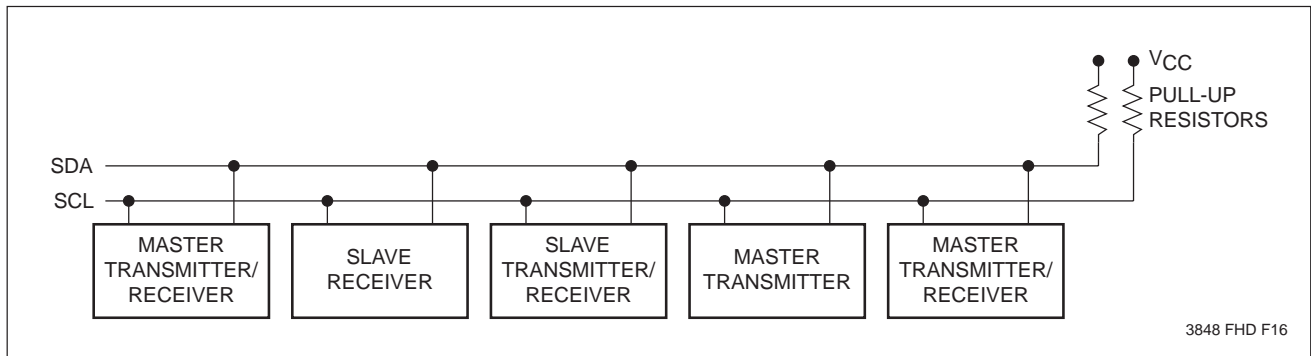 VCC
PULL-UP
RESISTORS
SDA
SCL
MASTER
TRANSMITTER/
RECEIVER
SLAVE
RECEIVER
SLAVE
TRANSMITTER/
RECEIVER
MASTER
TRANSMITTER
MASTER
TRANSMITTER/
RECEIVER
3848 FHD F16